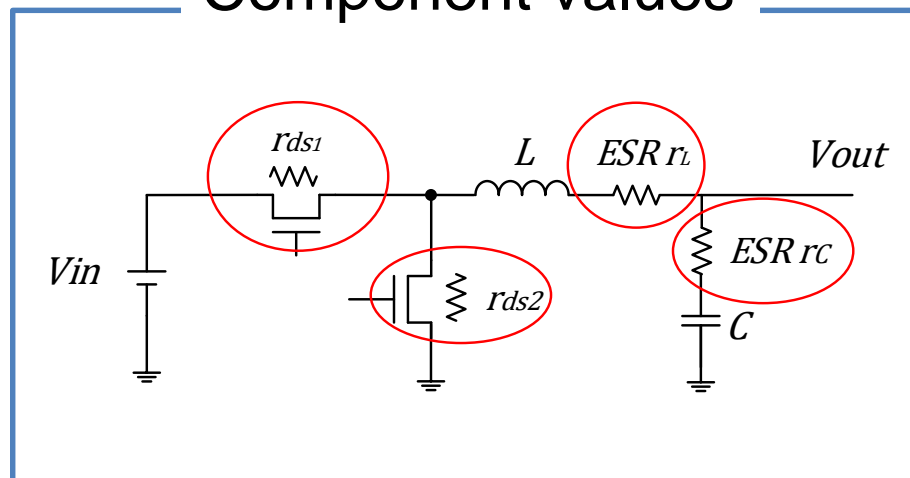 Component Values
rds1
L
ESR rL
Vout
Vin
rds2
ESR rC
C